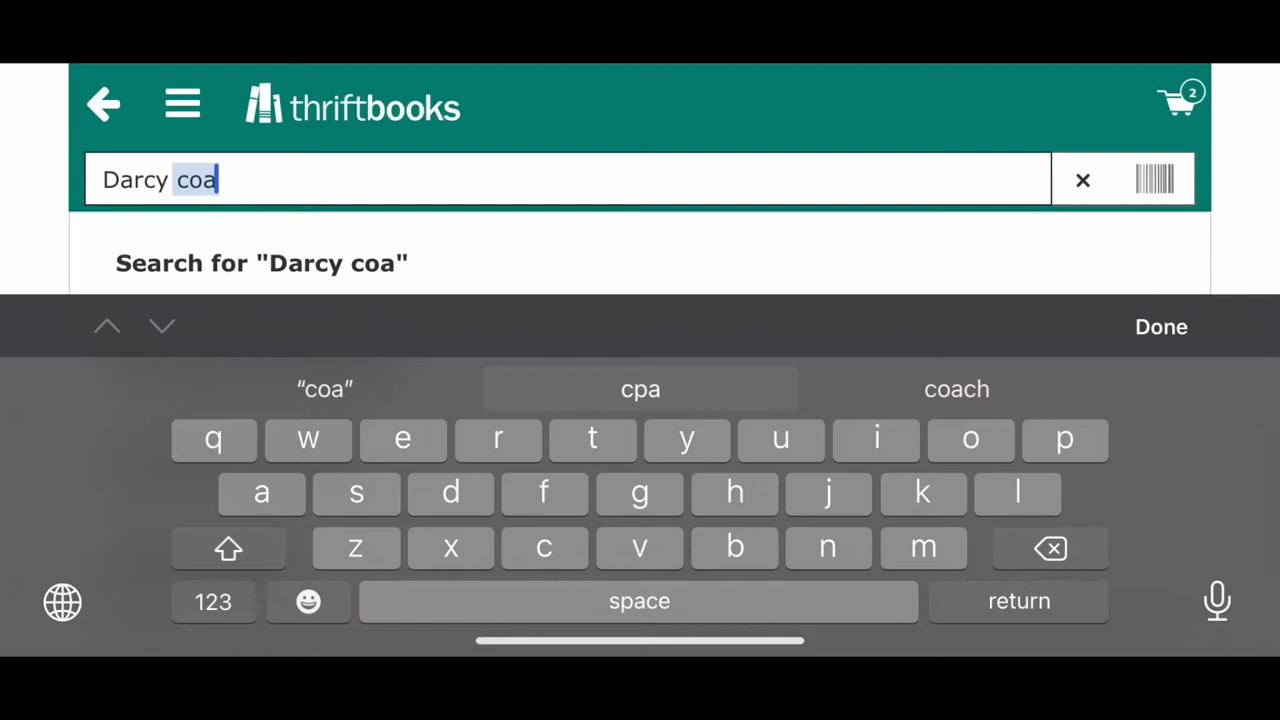 thriftbooks
2
Darcy coa
×
Search for "Darcy coa"
Done
“coa” cpa coach
q w e r t y u i o p
a s d f g h j k l
z x c v b n m
123 space return